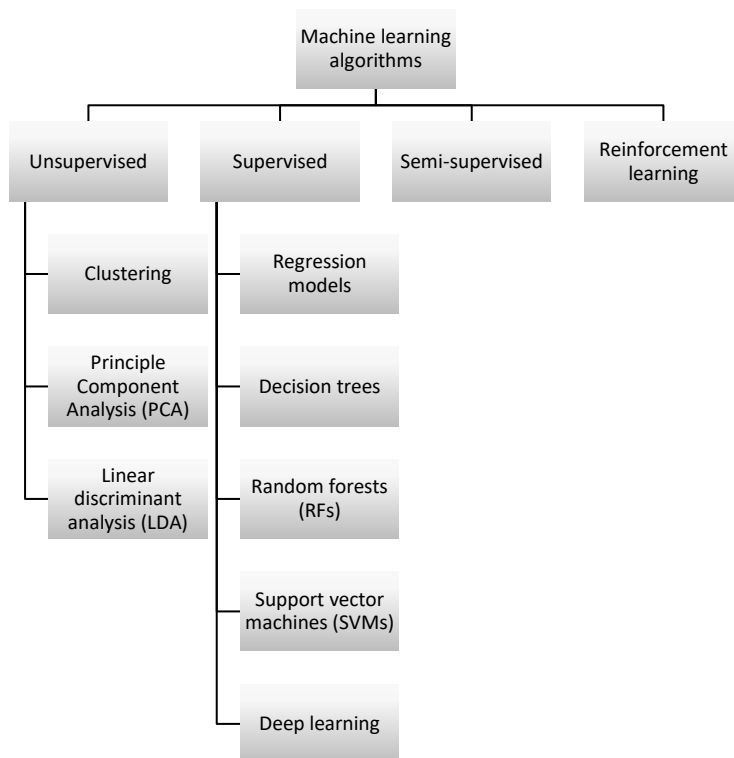 Machine learning
algorithms
Unsupervised
Supervised
Semi-supervised
Reinforcement
learning
Clustering
Principle
Component
Analysis (PCA)
Linear
discriminant
analysis (LDA)
Regression
models
Decision trees
Random forests
(RFs)
Support vector
machines (SVMs)
Deep learning